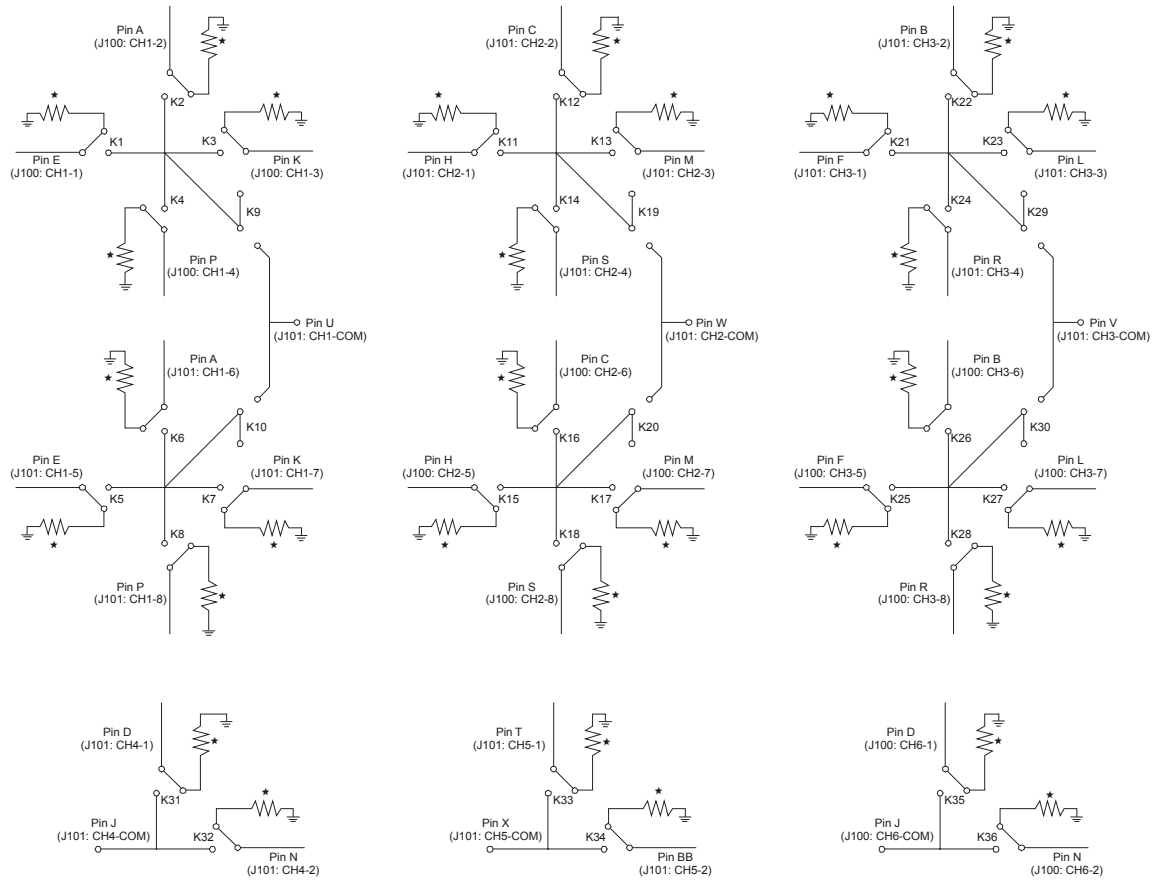 Pin A
(J100: CH1-2)
★
★
K2
★
K1
K3
Pin E
(J100: CH1-1)
Pin K
(J100: CH1-3)
K4
K9
★
Pin P
(J100: CH1-4)
Pin U
(J101: CH1-COM)
★
Pin A
(J101: CH1-6)
K10
K6
Pin E
(J101: CH1-5)
Pin K
(J101: CH1-7)
K5
K7
★
★
K8
Pin P
(J101: CH1-8)
★
Pin C
(J101: CH2-2)
★
★
K12
★
K11
K13
Pin H
(J101: CH2-1)
Pin M
(J101: CH2-3)
K14
K19
★
Pin S
(J101: CH2-4)
Pin W
(J101: CH2-COM)
★
Pin C
(J100: CH2-6)
K20
K16
Pin H
(J100: CH2-5)
Pin M
(J100: CH2-7)
K15
K17
★
★
K18
Pin S
(J100: CH2-8)
★
Pin B
(J101: CH3-2)
★
★
K22
★
K21
K23
Pin F
(J101: CH3-1)
Pin L
(J101: CH3-3)
K24
K29
★
Pin R
(J101: CH3-4)
Pin V
(J101: CH3-COM)
★
Pin B
(J100: CH3-6)
K30
K26
Pin F
(J100: CH3-5)
Pin L
(J100: CH3-7)
K25
K27
★
★
K28
Pin R
(J100: CH3-8)
★
Pin D
(J101: CH4-1)
★
K31
★
Pin J
(J101: CH4-COM)
K32
Pin N
(J101: CH4-2)
Pin T
(J101: CH5-1)
★
K33
★
Pin X
(J101: CH5-COM)
K34
Pin BB
(J101: CH5-2)
Pin D
(J100: CH6-1)
★
K35
★
Pin J
(J100: CH6-COM)
K36
Pin N
(J100: CH6-2)